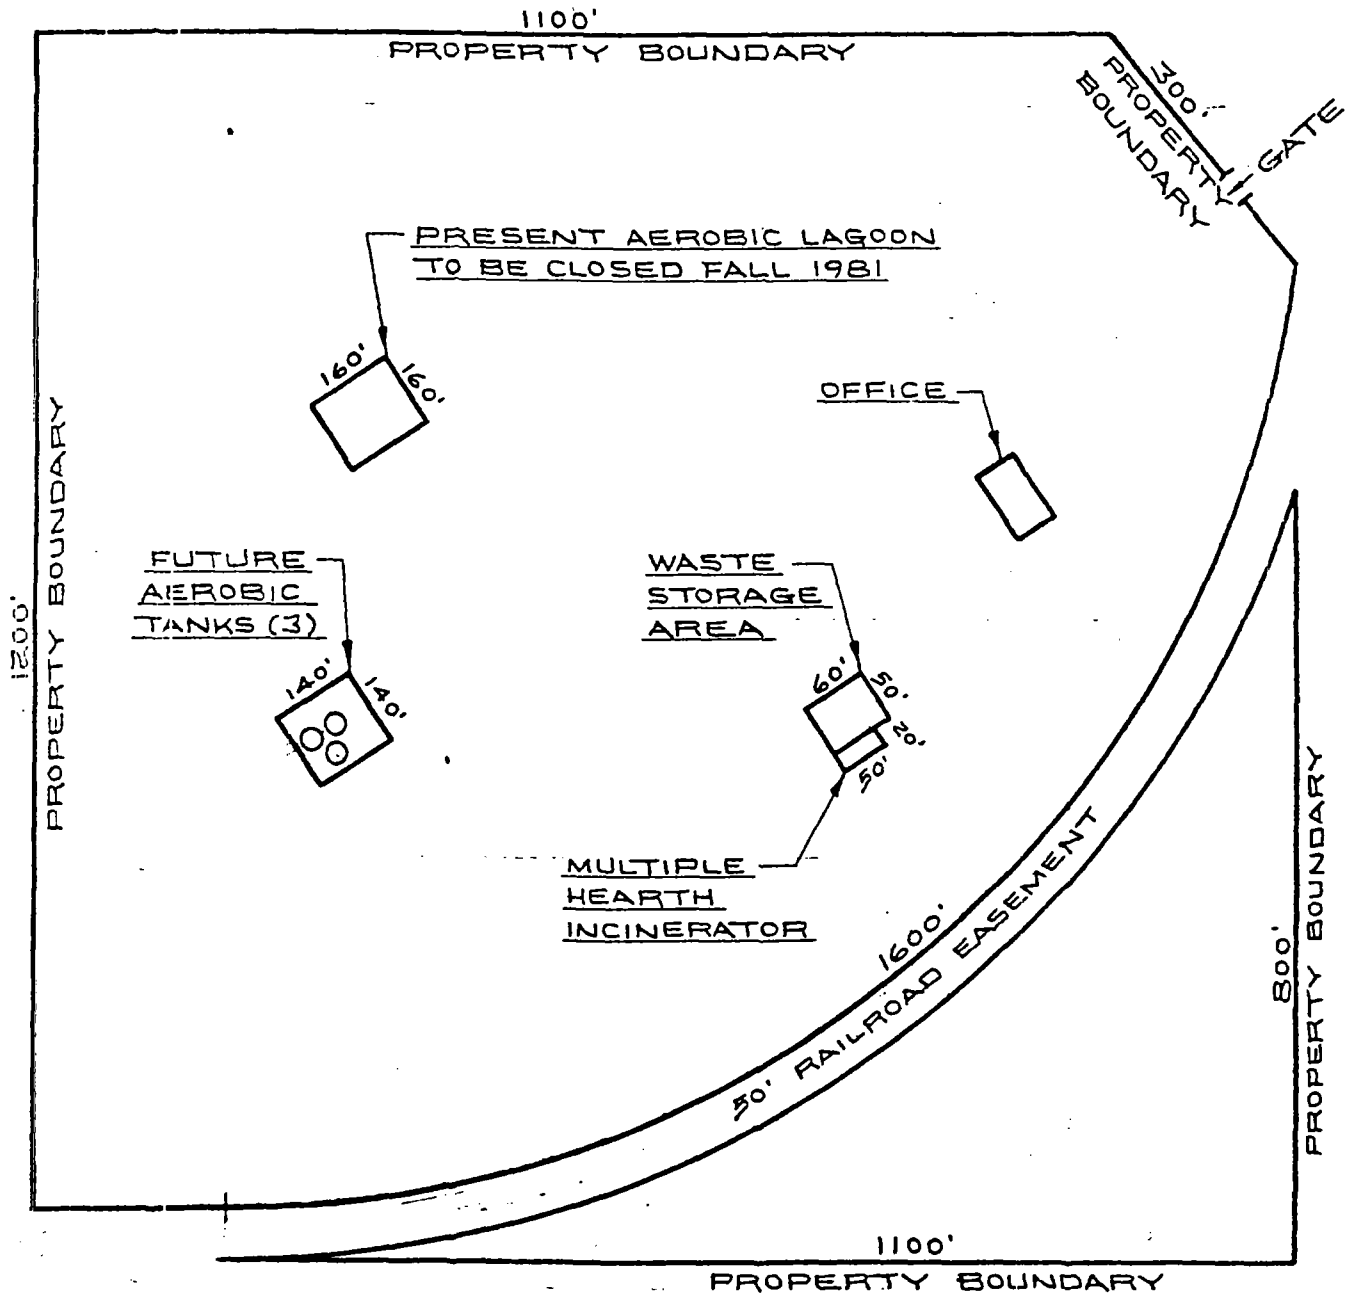 1100'
PROPERTY BOUNDARY
300'
PROPERTY
BOUNDARY
GATE
PRESENT AEROBIC LAGOON
TO BE CLOSED FALL 1981
160'
160'
OFFICE
1200'
PROPERTY BOUNDARY
FUTURE
AEROBIC
TANKS (3)
140'
140'
WASTE
STORAGE
AREA
60'
50'
20'
50'
MULTIPLE
HEARTH
INCINERATOR
1600'
50' RAILROAD EASEMENT
800'
PROPERTY BOUNDARY
1100'
PROPERTY BOUNDARY